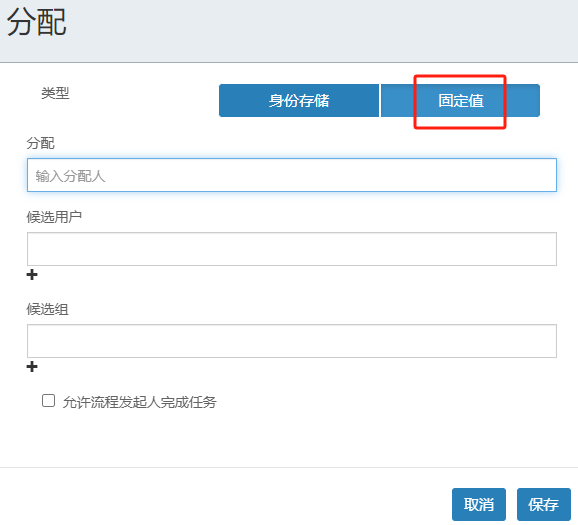 分配
类型
身份存储 固定值
分配
输入分配人
候选用户
候选组
允许流程发起人完成任务
取消 保存